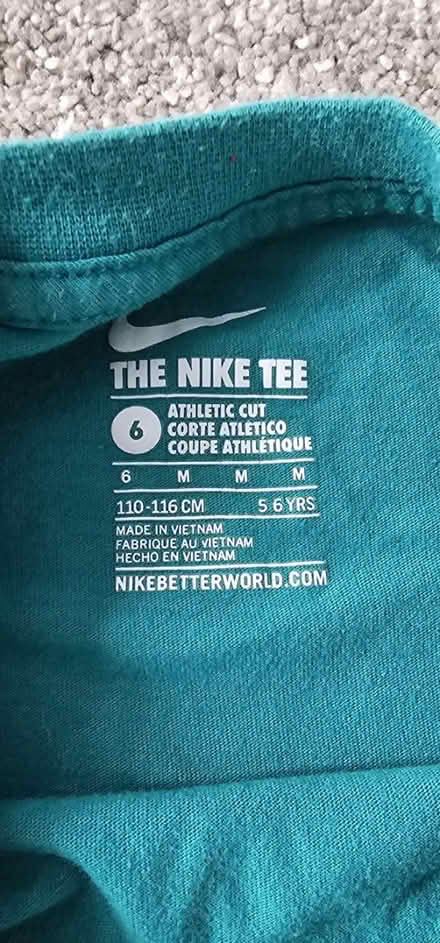 THE NIKE TEE
6
ATHLETIC CUT
CORTE ATLÉTICO
COUPE ATHLÉTIQUE
6 M M M
110-116 CM 5 6 YRS
MADE IN VIETNAM
FABRIQUE AU VIETNAM
HECHO EN VIETNAM
NIKEBETTERWORLD.COM